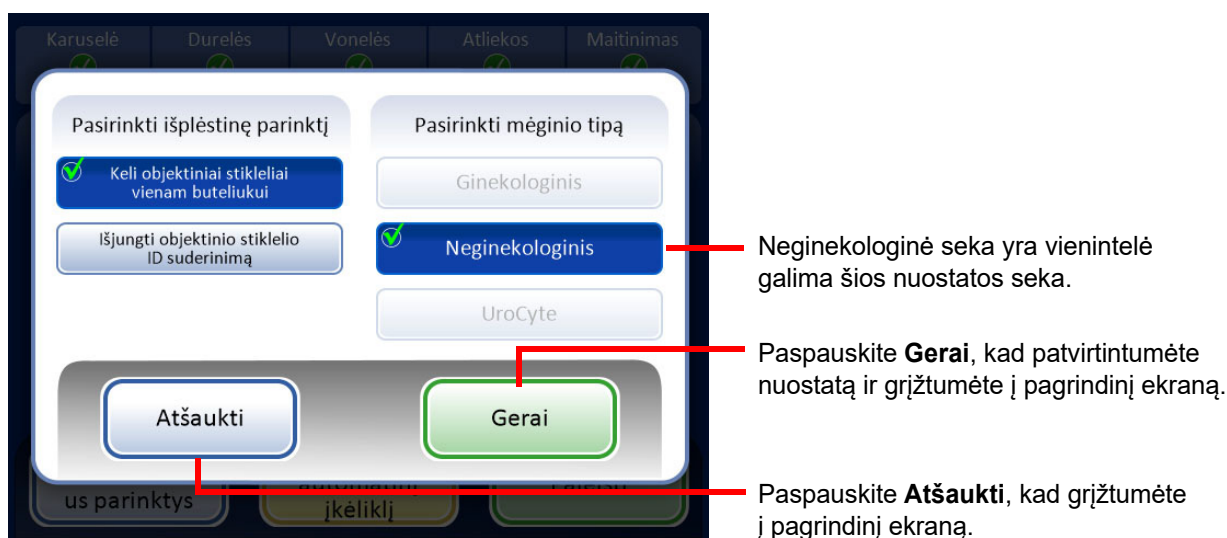 Karuselė
Durelės
Vonelės
Atliekos
Maitinimas
Pasirinkti išplėstinę parinktį
Keli objektiniai stikleliai
vienam buteliukui
Išjungti objektinio stiklelio
ID suderinimą
Pasirinkti mėginio tipą
Ginekologinis
Neginekologinis
UroCyte
Atšaukti
Gerai
us parinktys
automatinį
įkėliklį
Paleisti
Neginekologinė seka yra vienintelė
galima šios nuostatos seka.
Paspauskite Gerai, kad patvirtintumėte
nuostatą ir grįžtumėte į pagrindinį ekraną.
Paspauskite Atšaukti, kad grįžtumėte
į pagrindinį ekraną.